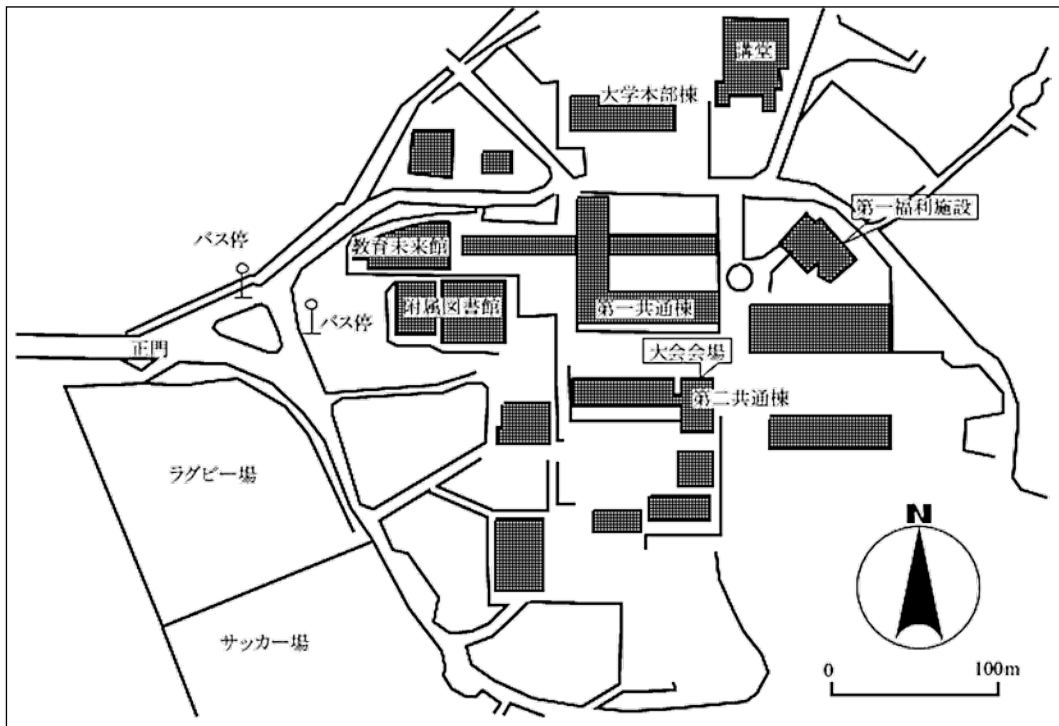 講堂
大学本部棟
第一福利施設
バス停
教育未来館
附属図書館
第一共通棟
バス停
正門
大会会場
第二共通棟
ラグビー場
サッカー場
N
0 100m